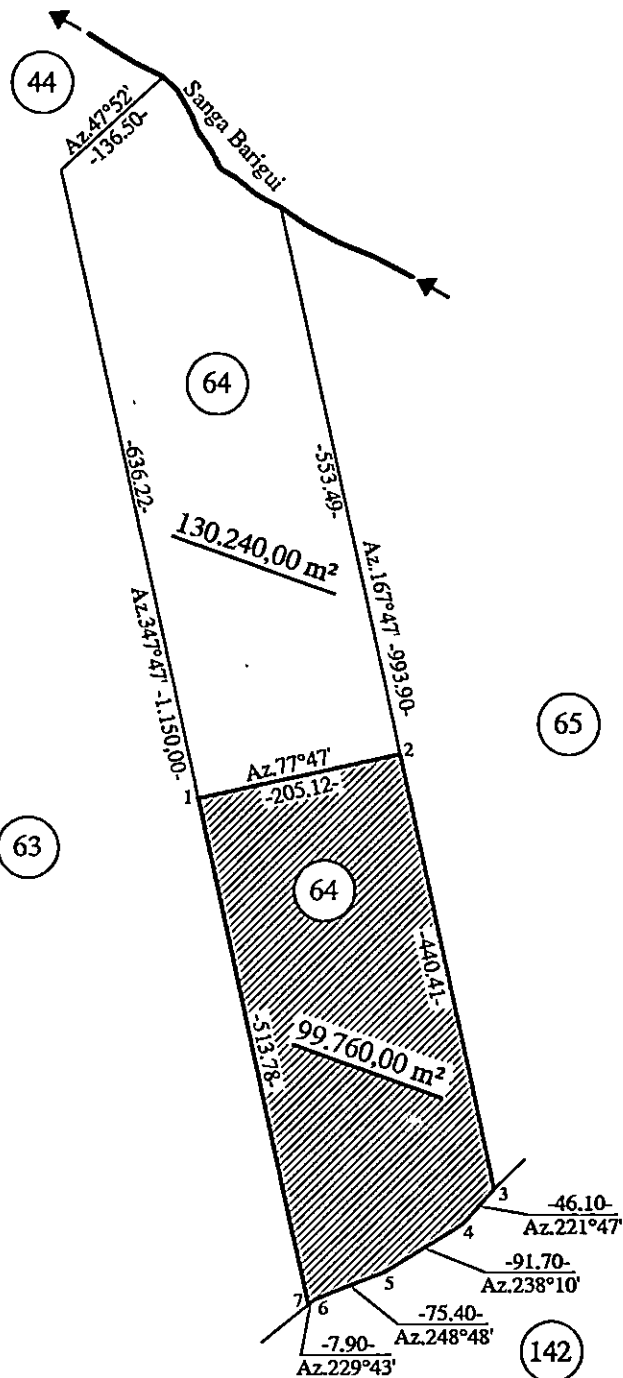 44
Az.47°52'
-136.50-
Sanga Barigui
64
-636.22-
-553.49-
130.240,00 m²
Az.347°47' -1.150,00-
Az.167°47' -993.90-
65
2
Az.77°47'
1
-205.12-
63
64
-440.41-
-513.78-
99.760,00 m²
3
-46.10-
Az.221°47'
4
-91.70-
Az.238°10'
5
7
6
-75.40-
Az.248°48'
-7.90-
Az.229°43'
142